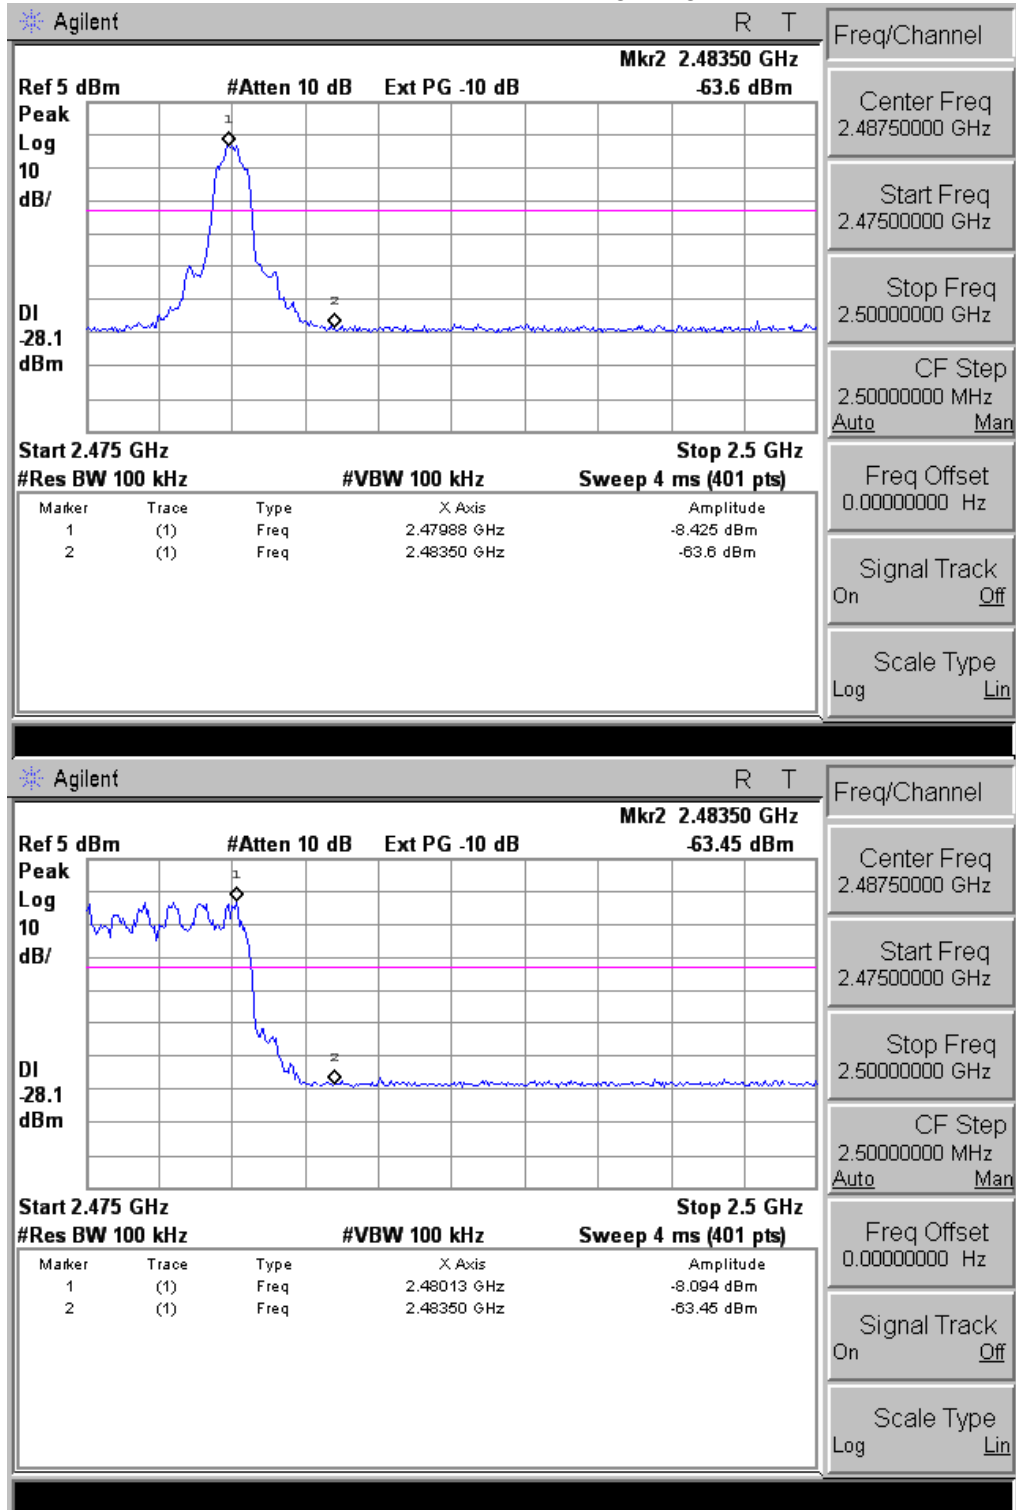 Agilent R T
Freq/Channel
Mkr2 2.48350 GHz
Ref 5 dBm #Atten 10 dB Ext PG -10 dB -63.6 dBm
Peak
Log
10
dB/
1
2
DI
-28.1
dBm
Start 2.475 GHz Stop 2.5 GHz
#Res BW 100 kHz #VBW 100 kHz Sweep 4 ms (401 pts)
Marker Trace Type X Axis Amplitude
1 (1) Freq 2.47988 GHz -8.425 dBm
2 (1) Freq 2.48350 GHz -63.6 dBm
Center Freq
2.48750000 GHz
Start Freq
2.47500000 GHz
Stop Freq
2.50000000 GHz
CF Step
2.50000000 MHz
Auto Man
Freq Offset
0.00000000 Hz
Signal Track
On Off
Scale Type
Log Lin
Agilent R T
Freq/Channel
Mkr2 2.48350 GHz
Ref 5 dBm #Atten 10 dB Ext PG -10 dB -63.45 dBm
Peak
Log
10
dB/
1
2
DI
-28.1
dBm
Start 2.475 GHz Stop 2.5 GHz
#Res BW 100 kHz #VBW 100 kHz Sweep 4 ms (401 pts)
Marker Trace Type X Axis Amplitude
1 (1) Freq 2.48013 GHz -8.094 dBm
2 (1) Freq 2.48350 GHz -63.45 dBm
Center Freq
2.48750000 GHz
Start Freq
2.47500000 GHz
Stop Freq
2.50000000 GHz
CF Step
2.50000000 MHz
Auto Man
Freq Offset
0.00000000 Hz
Signal Track
On Off
Scale Type
Log Lin